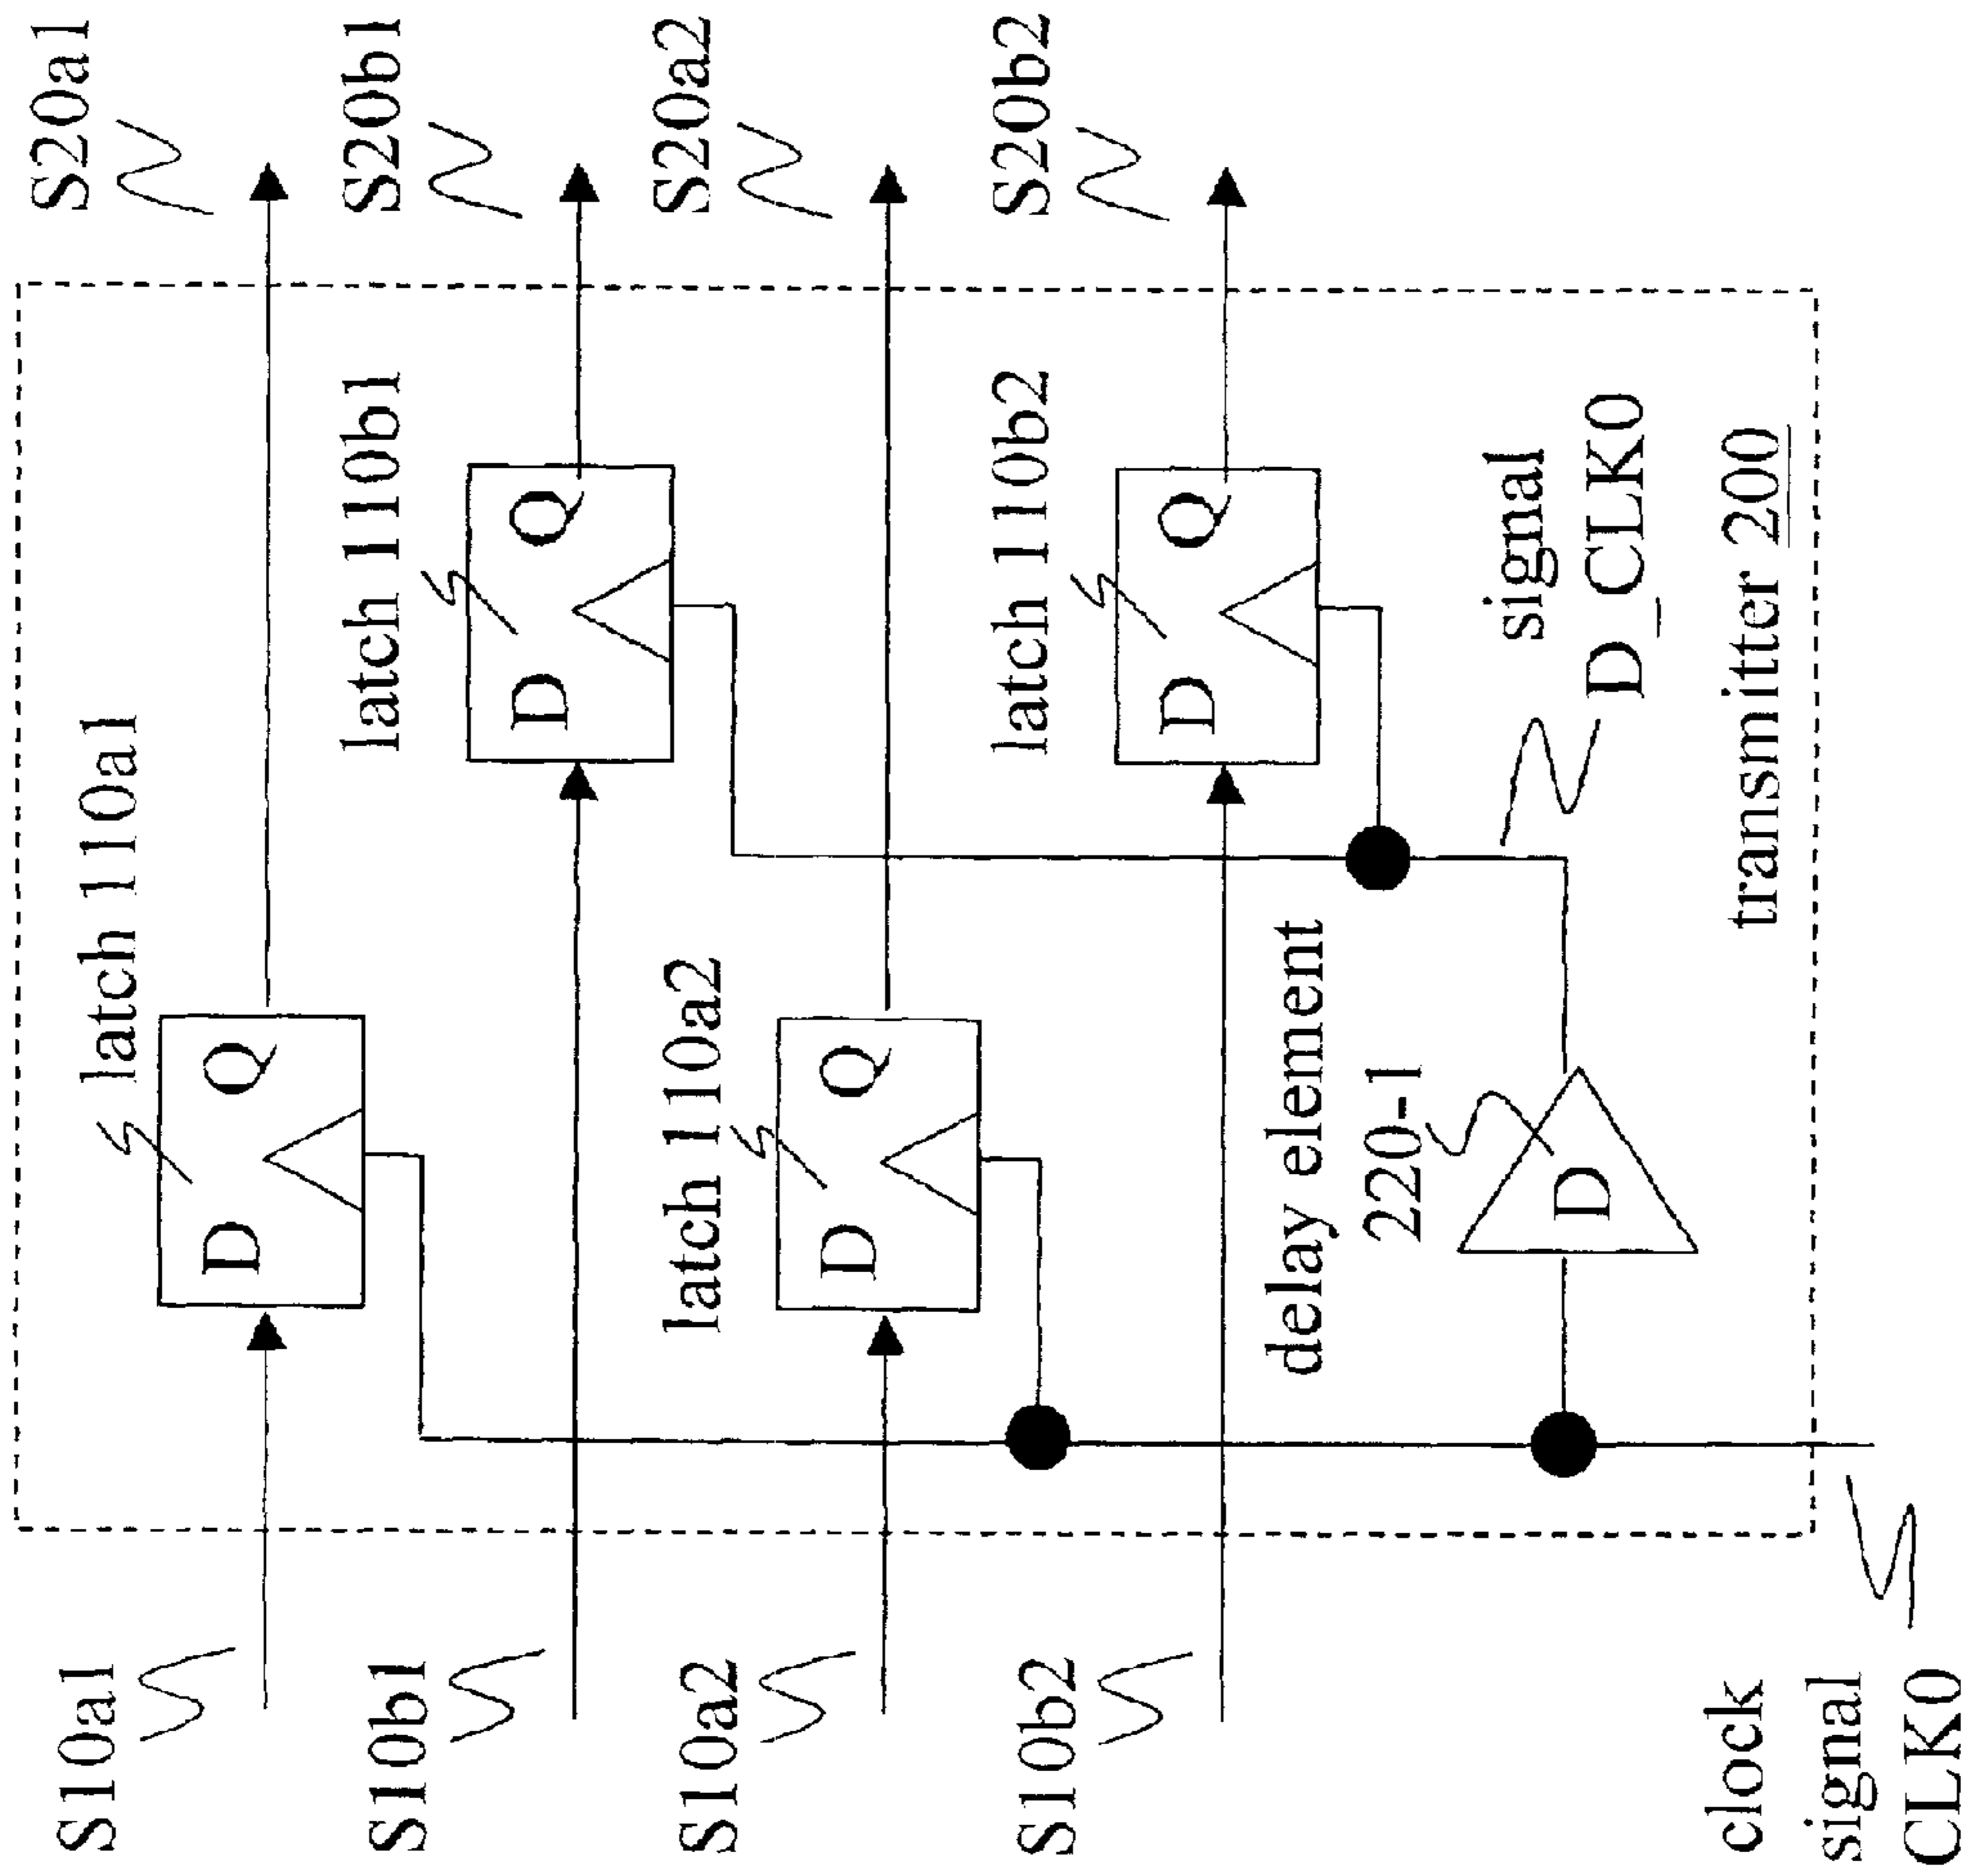 S10a1
S10b1
S10a2
S10b2
clock
signal
CLK0
latch 110a1
D Q
latch 110b1
D Q
latch 110a2
D Q
latch 110b2
D Q
delay element
220-1
D
signal
D_CLK0
transmitter 200
S20a1
S20b1
S20a2
S20b2